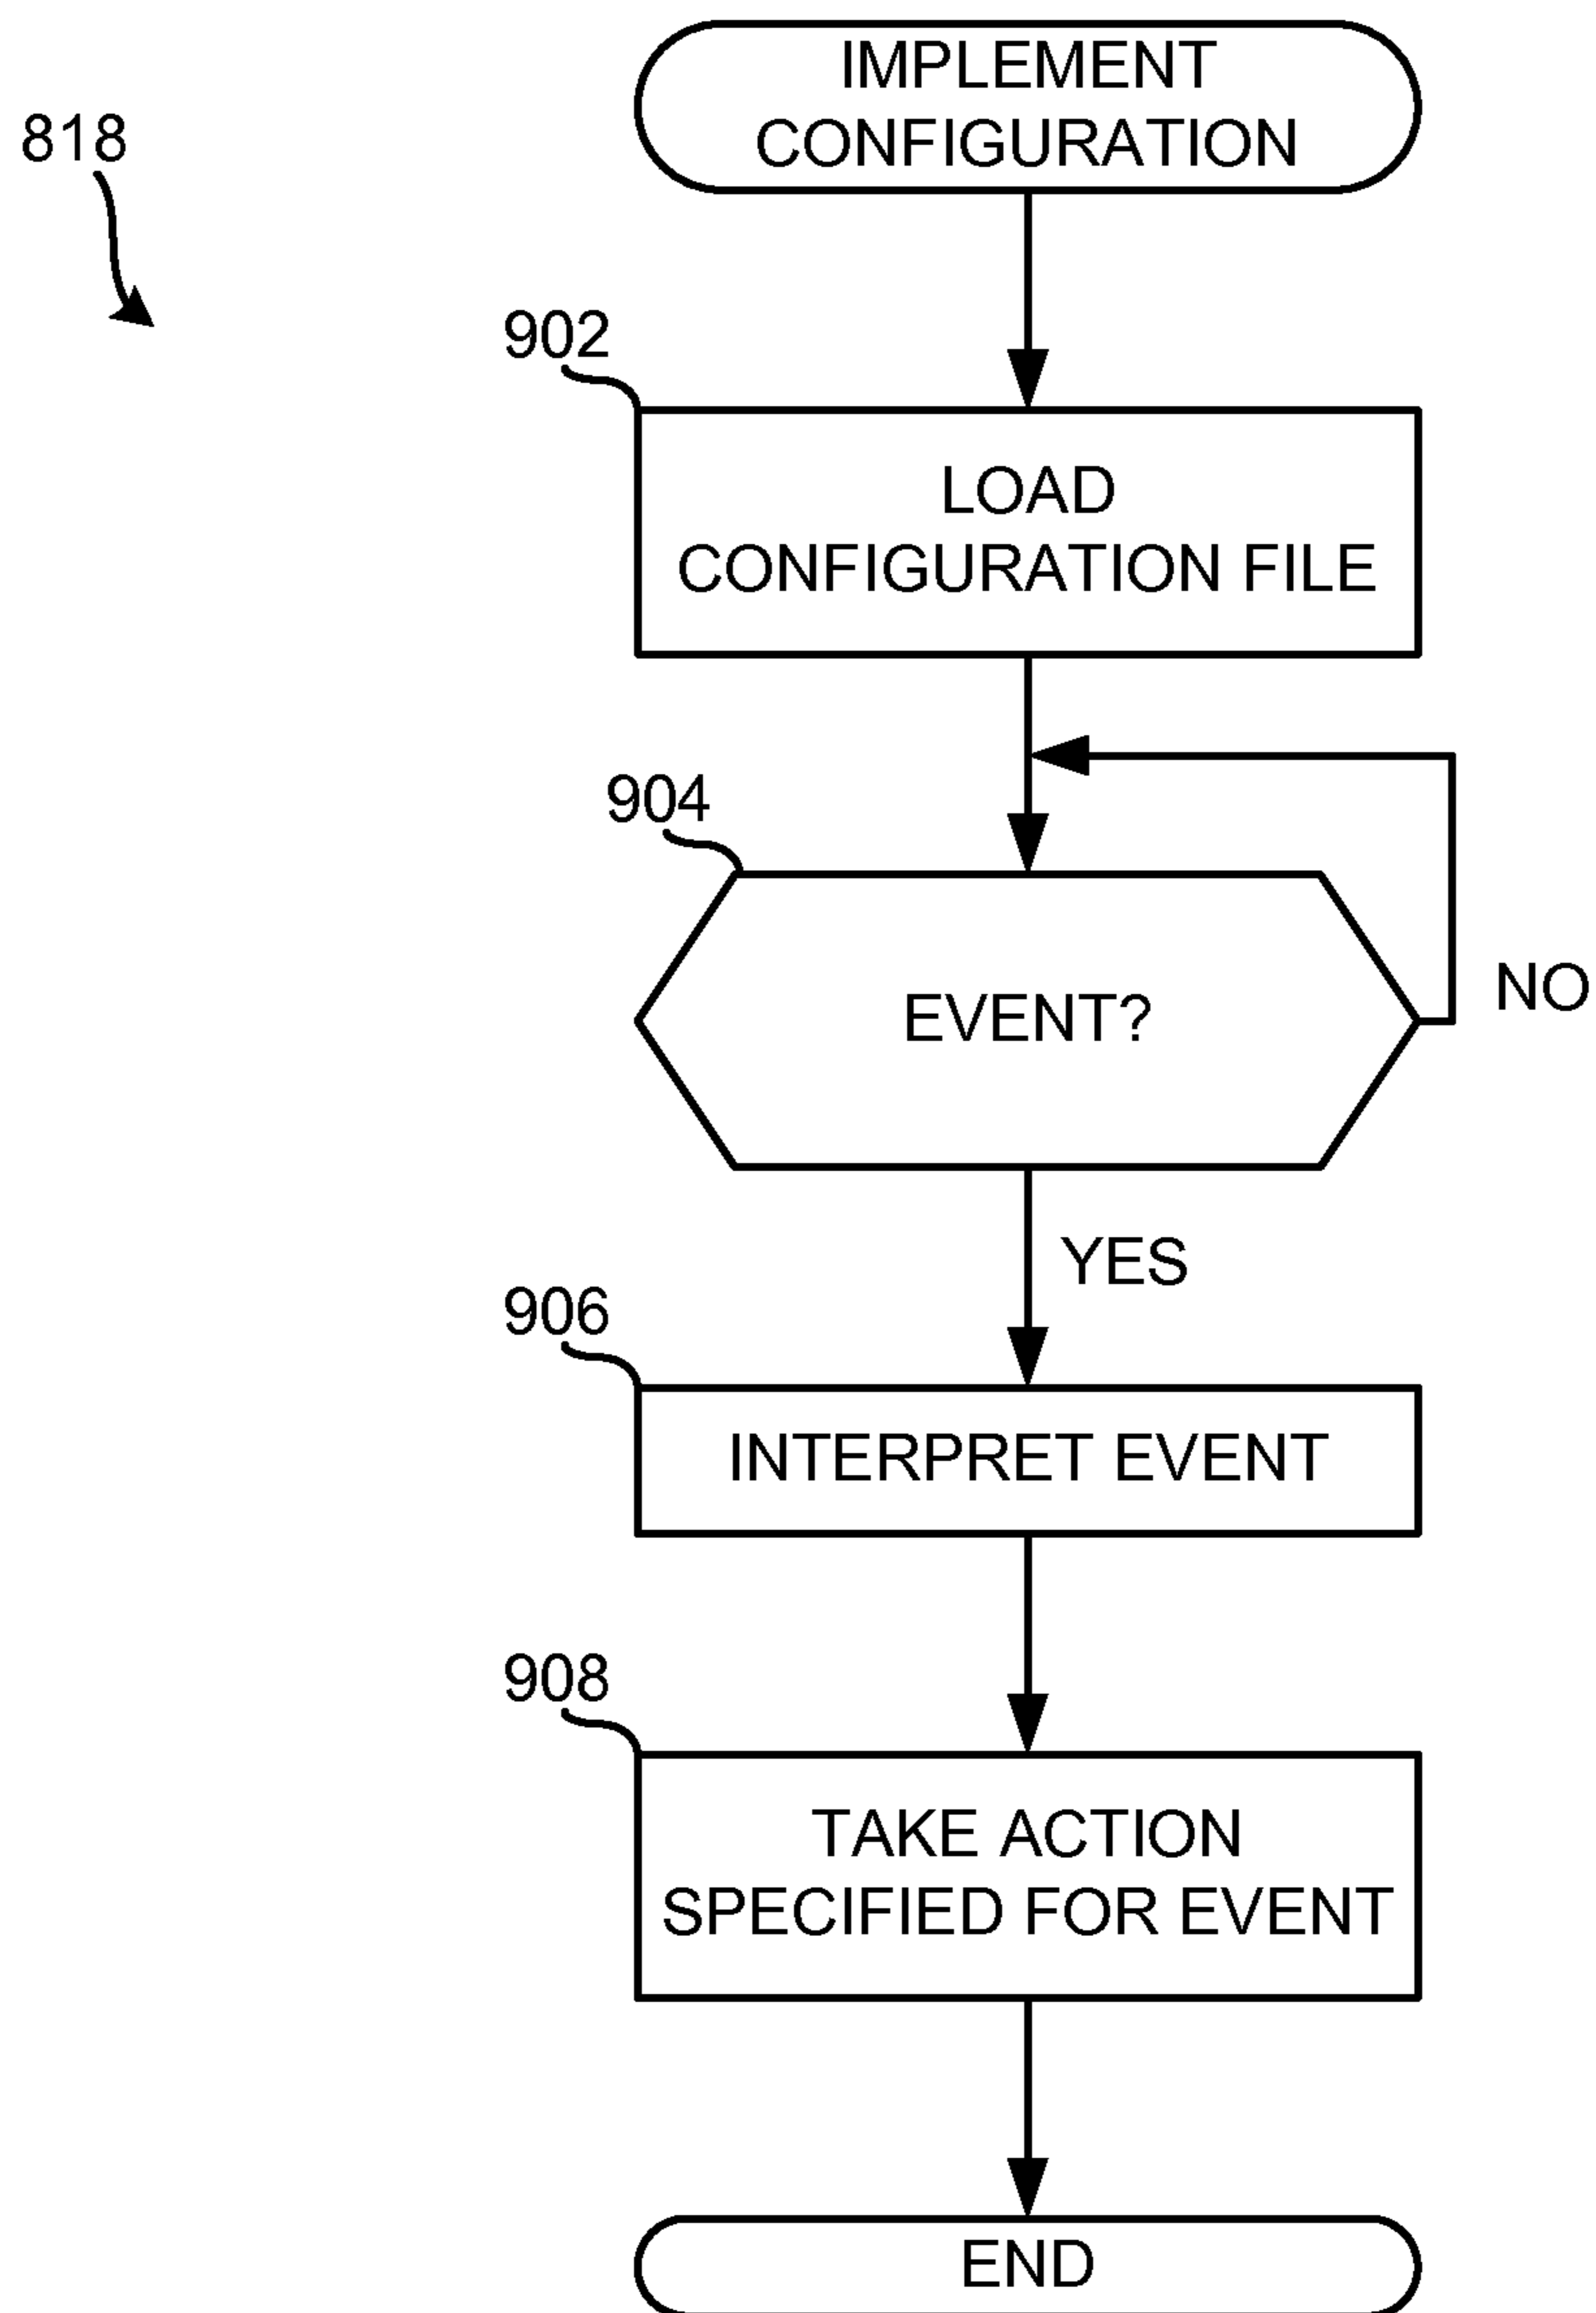 IMPLEMENT
CONFIGURATION
818
902
LOAD
CONFIGURATION FILE
904
EVENT?
NO
YES
906
INTERPRET EVENT
908
TAKE ACTION
SPECIFIED FOR EVENT
END